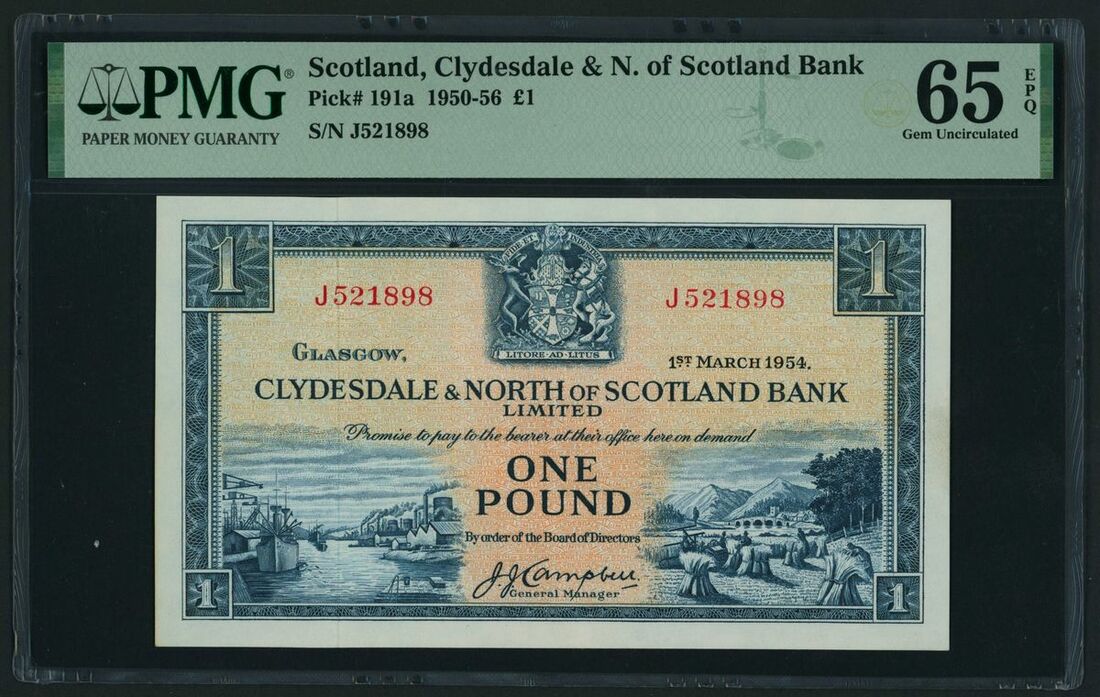 PMG®
PAPER MONEY GUARANTY
Scotland, Clydesdale & N. of Scotland Bank
Pick# 191a 1950-56 £1
S/N J521898
65 EPQ
Gem Uncirculated
1 1
J521898 J521898
LITORE·AD·LITUS
GLASGOW, 1ST MARCH 1954.
CLYDESDALE & NORTH OF SCOTLAND BANK
LIMITED
Promise to pay to the bearer at their office here on demand
ONE
POUND
By order of the Board of Directors
J.J. Campbell.
General Manager
1 1